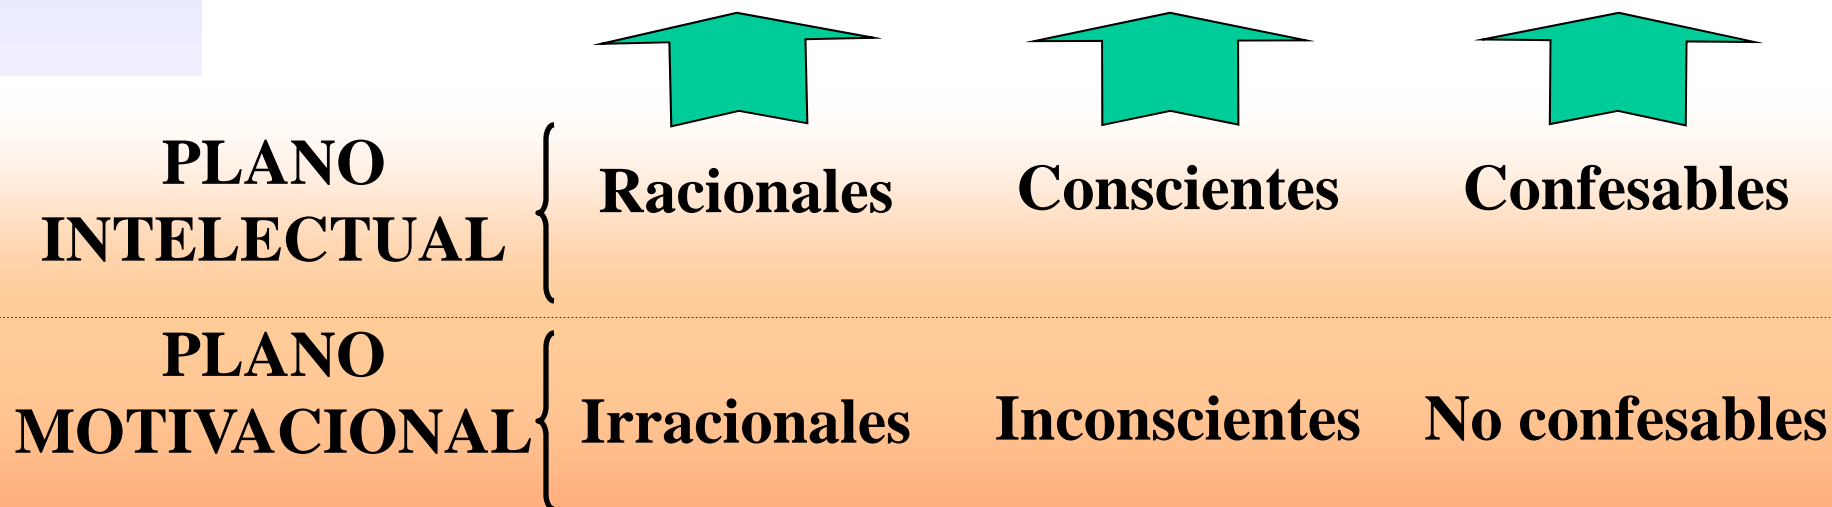 PLANO
INTELECTUAL
Racionales Conscientes Confesables
PLANO
MOTIVACIONAL
Irracionales Inconscientes No confesables